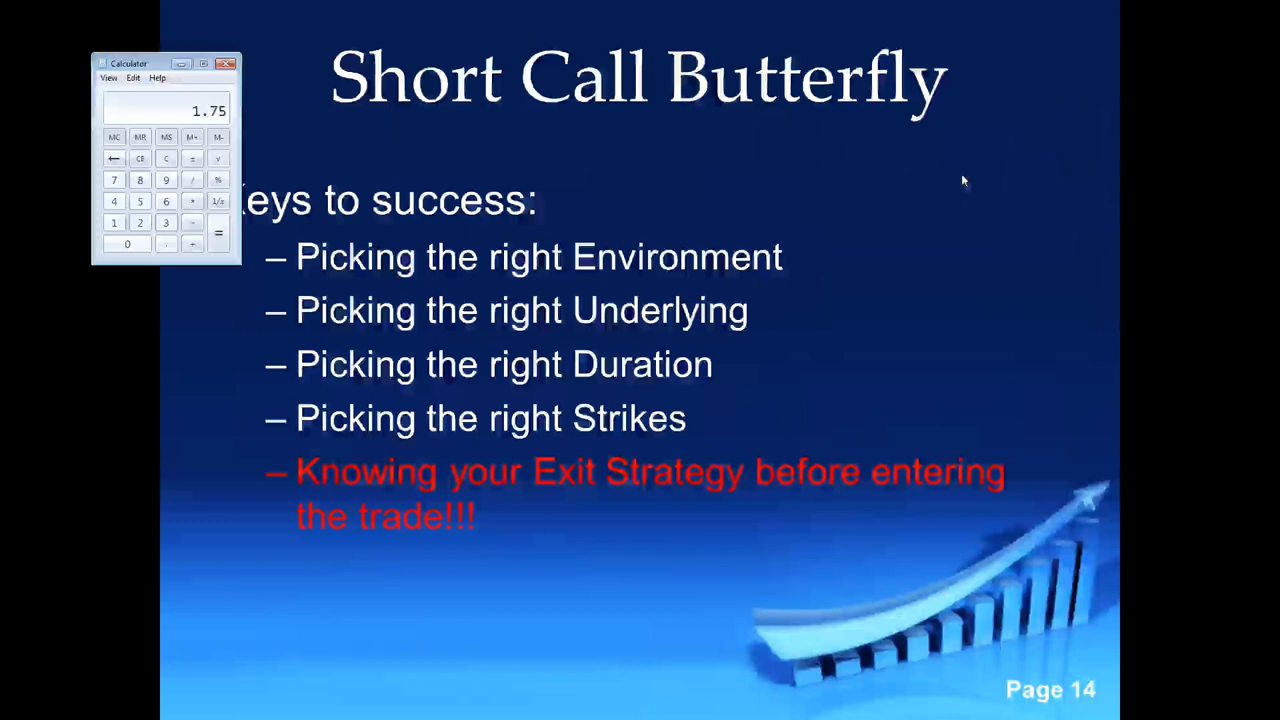 Short Call Butterfly
Calculator
View Edit Help
1.75
MC MR MS M+ M-
← CE C ± √
7 8 9 / %
4 5 6 * 1/x
1 2 3 - =
0 . +
eys to success:
– Picking the right Environment
– Picking the right Underlying
– Picking the right Duration
– Picking the right Strikes
– Knowing your Exit Strategy before entering
the trade!!!
Page 14